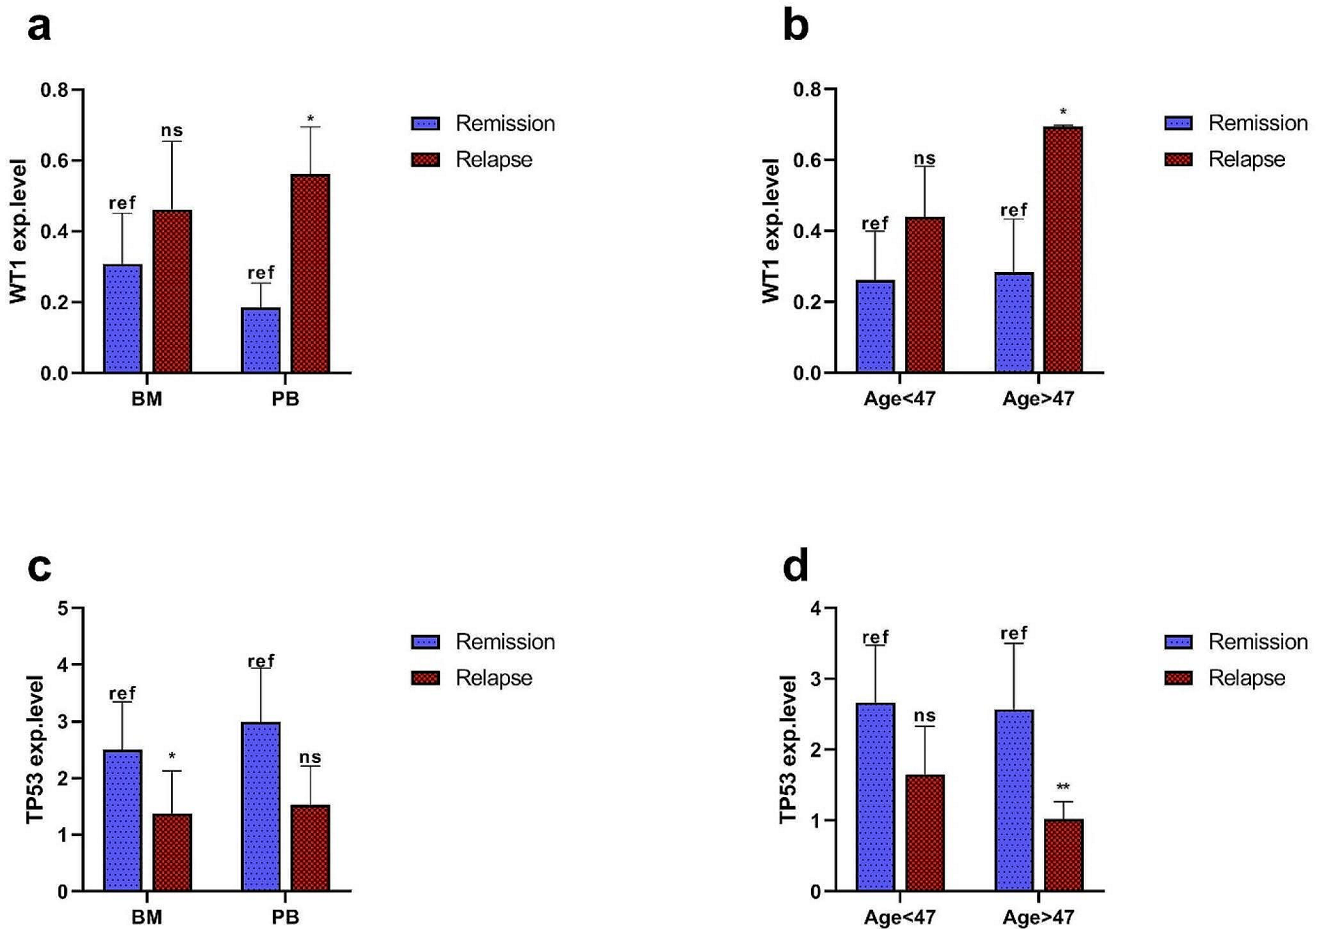 a
0.8
0.6
0.4
0.2
0.0
WT1 exp.level
ref
ns
ref
*
BM
PB
Remission
Relapse
b
0.8
0.6
0.4
0.2
0.0
WT1 exp.level
ref
ns
ref
*
Age<47
Age>47
Remission
Relapse
c
5
4
3
2
1
0
TP53 exp.level
ref
*
ref
ns
BM
PB
Remission
Relapse
d
4
3
2
1
0
TP53 exp.level
ref
ns
ref
**
Age<47
Age>47
Remission
Relapse